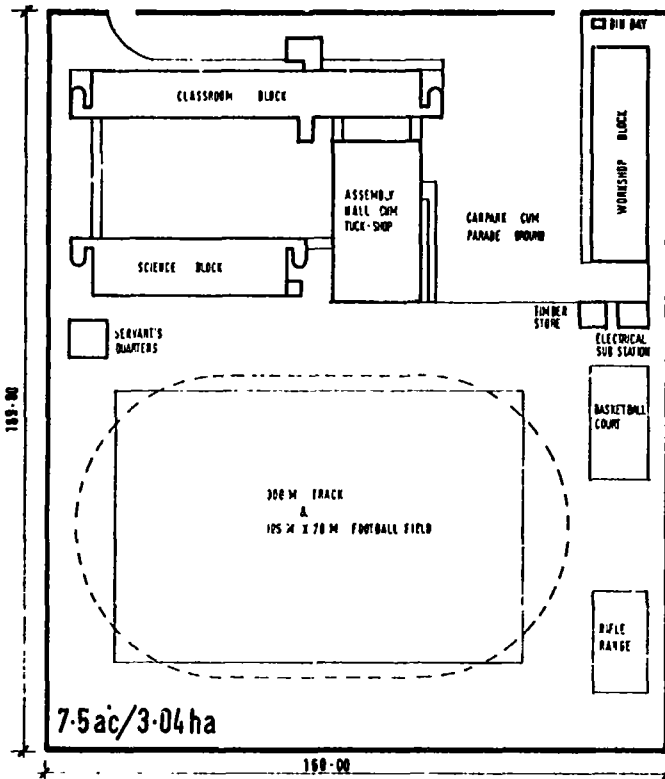 BIN BAY
CLASSROOM BLOCK
WORKSHOP BLOCK
ASSEMBLY
HALL CUM
TUCK-SHOP
CARPARK CUM
PARADE GROUND
SCIENCE BLOCK
TIMBER
STORE
ELECTRICAL
SUB STATION
SERVANT'S
QUARTERS
BASKETBALL
COURT
TRACK
&
FOOTBALL FIELD
RIFLE
RANGE
7·5ac/3·04ha